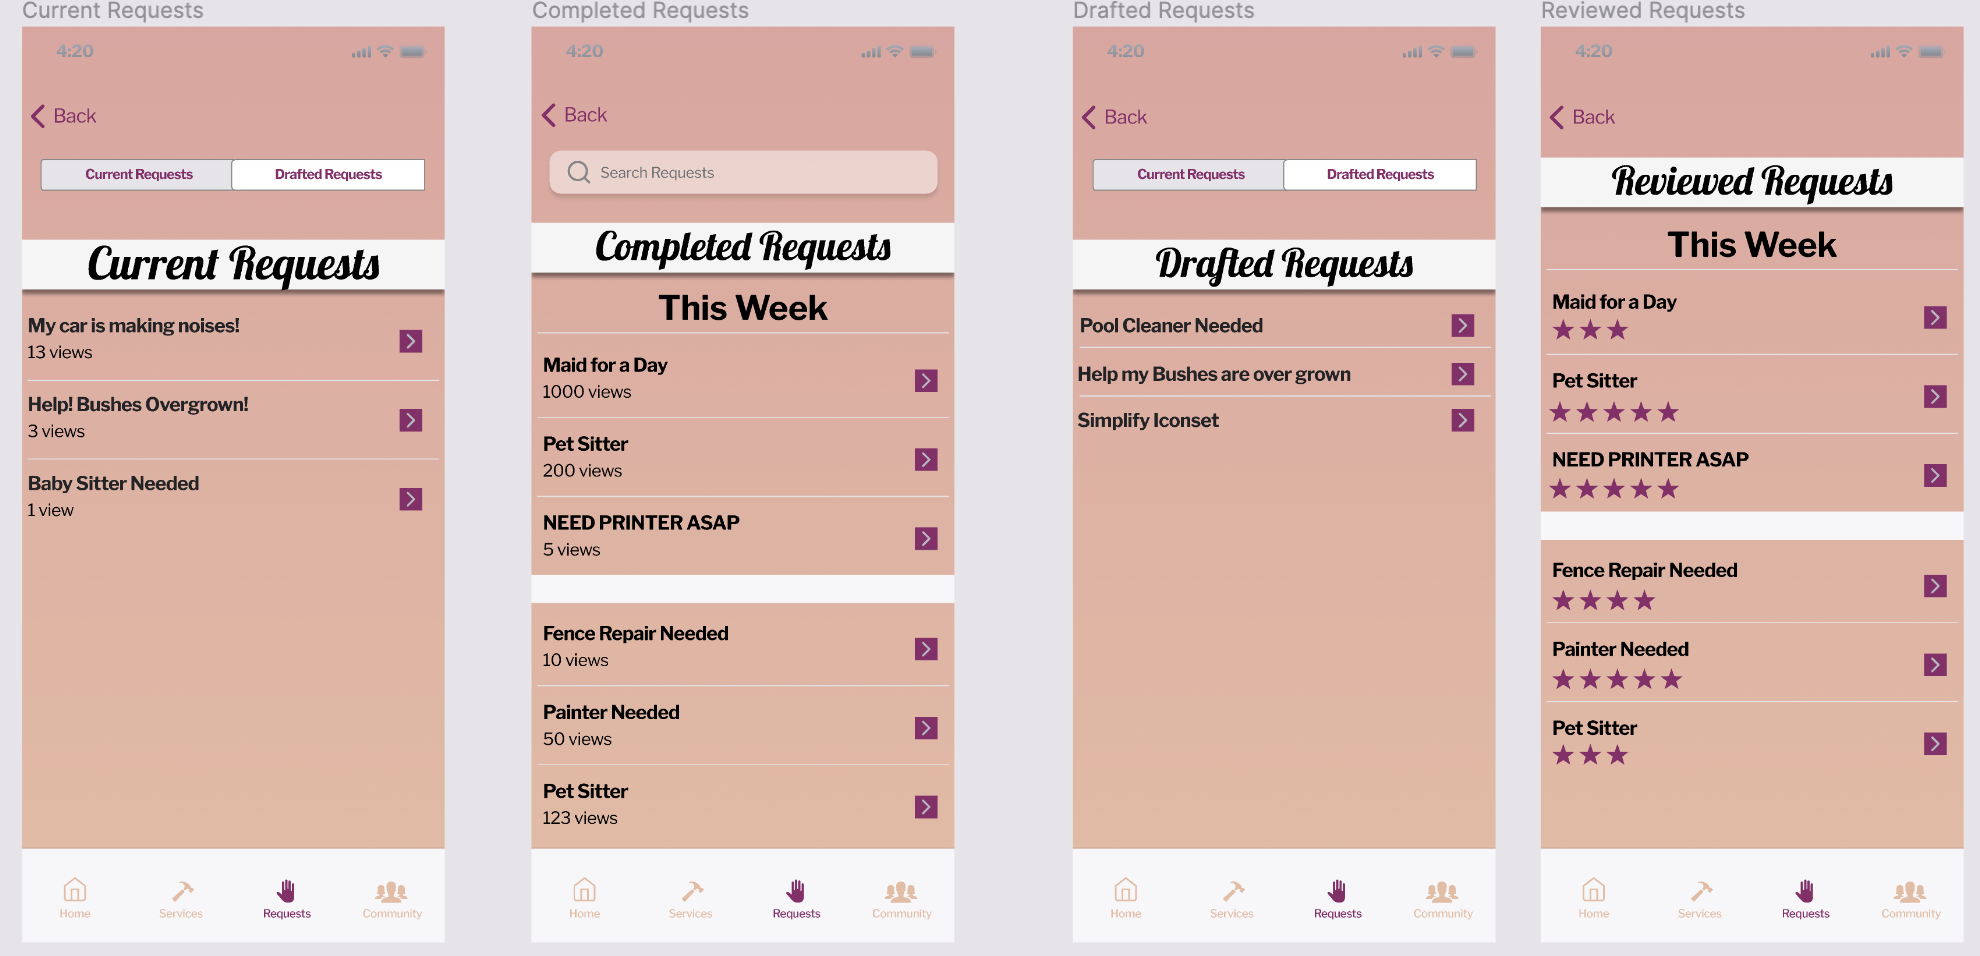 Current Requests
4:20
Back
Current Requests
Drafted Requests
Current Requests
My car is making noises!
13 views
Help! Bushes Overgrown!
3 views
Baby Sitter Needed
1 view
Home
Services
Requests
Community
Completed Requests
4:20
Back
Search Requests
Completed Requests
This Week
Maid for a Day
1000 views
Pet Sitter
200 views
NEED PRINTER ASAP
5 views
Fence Repair Needed
10 views
Painter Needed
50 views
Pet Sitter
123 views
Home
Services
Requests
Community
Drafted Requests
4:20
Back
Current Requests
Drafted Requests
Drafted Requests
Pool Cleaner Needed
Help my Bushes are over grown
Simplify Iconset
Home
Services
Requests
Community
Reviewed Requests
4:20
Back
Reviewed Requests
This Week
Maid for a Day
Pet Sitter
NEED PRINTER ASAP
Fence Repair Needed
Painter Needed
Pet Sitter
Home
Services
Requests
Community